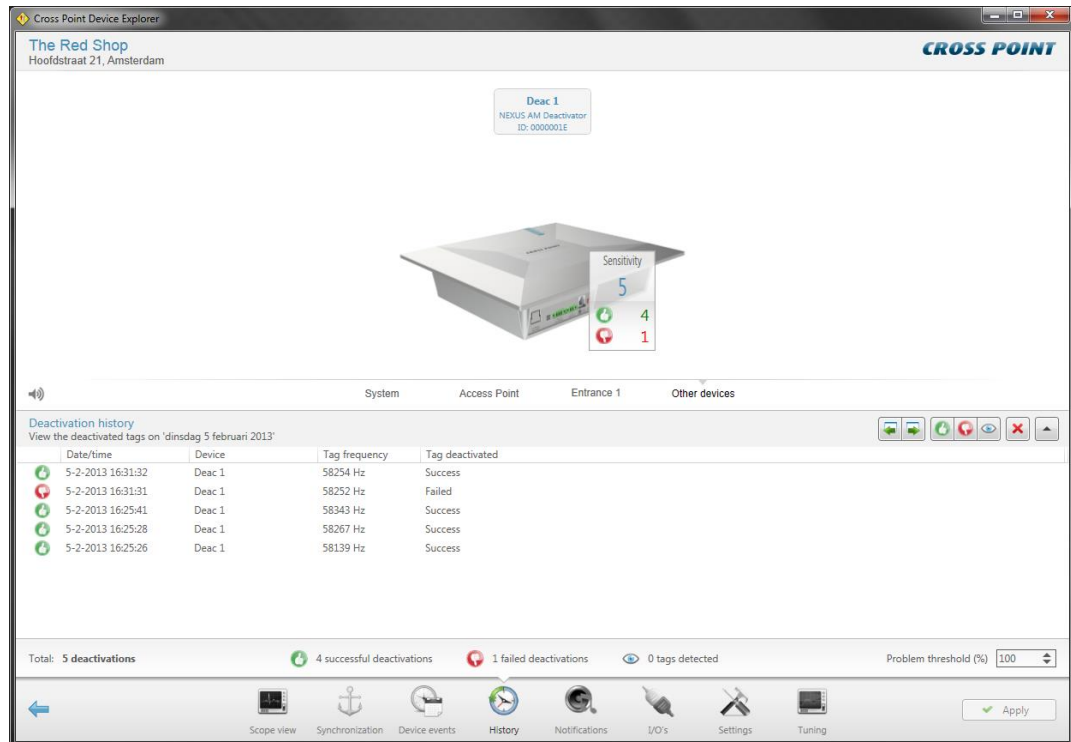 Cross Point Device Explorer
The Red Shop
Hoofdstraat 21, Amsterdam
CROSS POINT
Deac 1
NEXUS AM Deactivator
ID: 0000001E
Sensitivity
5
4
1
System Access Point Entrance 1 Other devices
Deactivation history
View the deactivated tags on 'dinsdag 5 februari 2013'
Date/time Device Tag frequency Tag deactivated
5-2-2013 16:31:32 Deac 1 58254 Hz Success
5-2-2013 16:31:31 Deac 1 58252 Hz Failed
5-2-2013 16:25:41 Deac 1 58343 Hz Success
5-2-2013 16:25:28 Deac 1 58267 Hz Success
5-2-2013 16:25:26 Deac 1 58139 Hz Success
Total: 5 deactivations 4 successful deactivations 1 failed deactivations 0 tags detected Problem threshold (%) 100
Scope view Synchronization Device events History Notifications I/O's Settings Tuning Apply